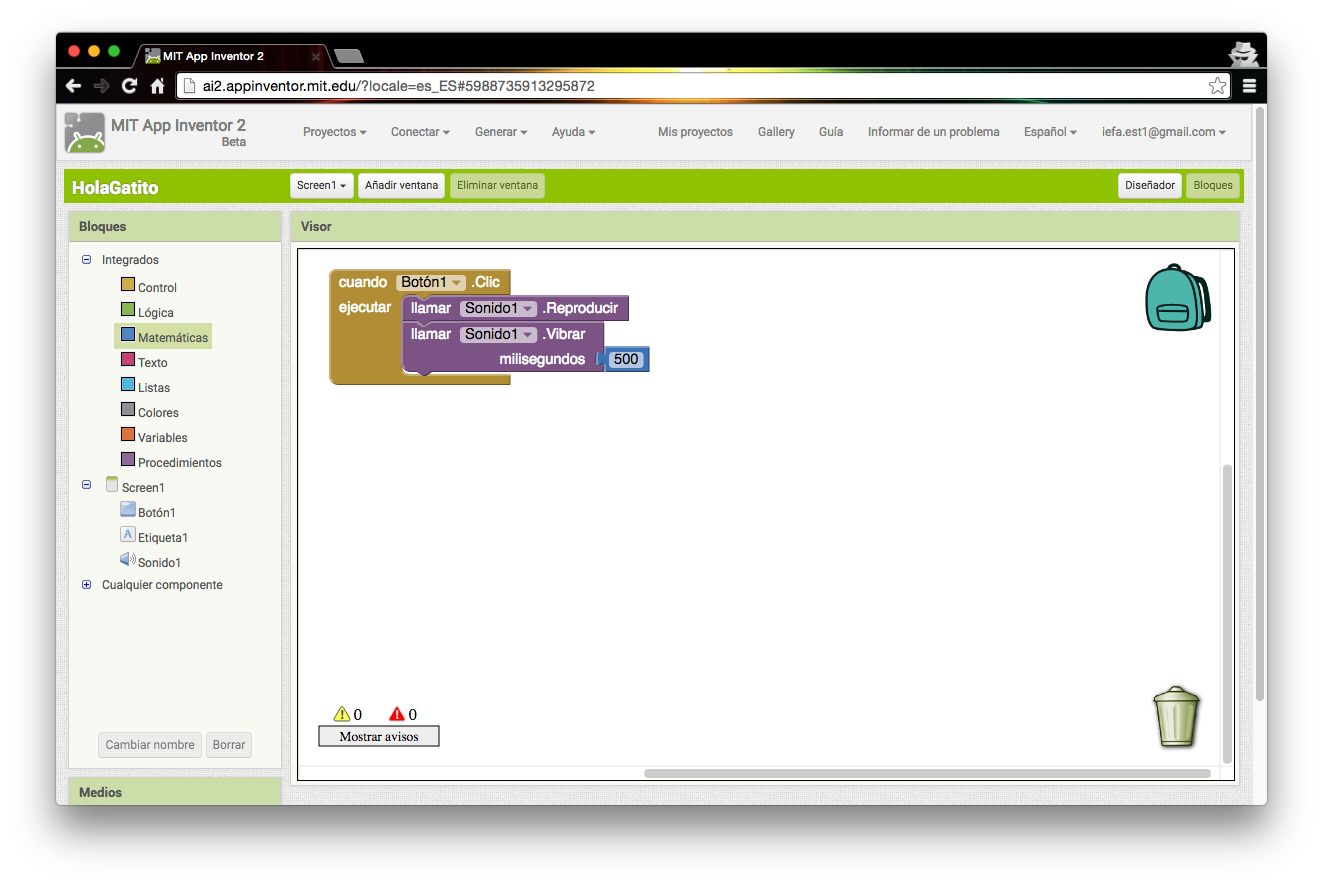 MIT App Inventor 2
ai2.appinventor.mit.edu/?locale=es_ES#5988735913295872
MIT App Inventor 2
Beta
Proyectos Conectar Generar Ayuda Mis proyectos Gallery Guía Informar de un problema Español iefa.est1@gmail.com
HolaGatito Screen1 Añadir ventana Eliminar ventana Diseñador Bloques
Bloques
Integrados
Control
Lógica
Matemáticas
Texto
Listas
Colores
Variables
Procedimientos
Screen1
Botón1
A Etiqueta1
Sonido1
Cualquier componente
Cambiar nombre Borrar
Medios
Visor
cuando Botón1 .Clic
ejecutar llamar Sonido1 .Reproducir
llamar Sonido1 .Vibrar
milisegundos 500
0 0
Mostrar avisos